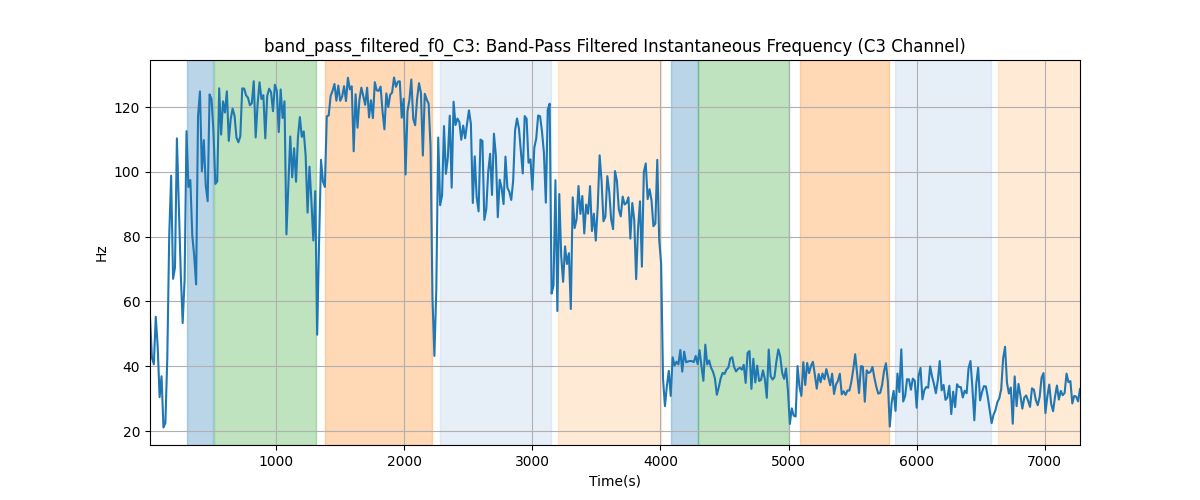 band_pass_filtered_f0_C3: Band-Pass Filtered Instantaneous Frequency (C3 Channel)
120
100
80
60
40
20
Hz
1000 2000 3000 4000 5000 6000 7000
Time(s)